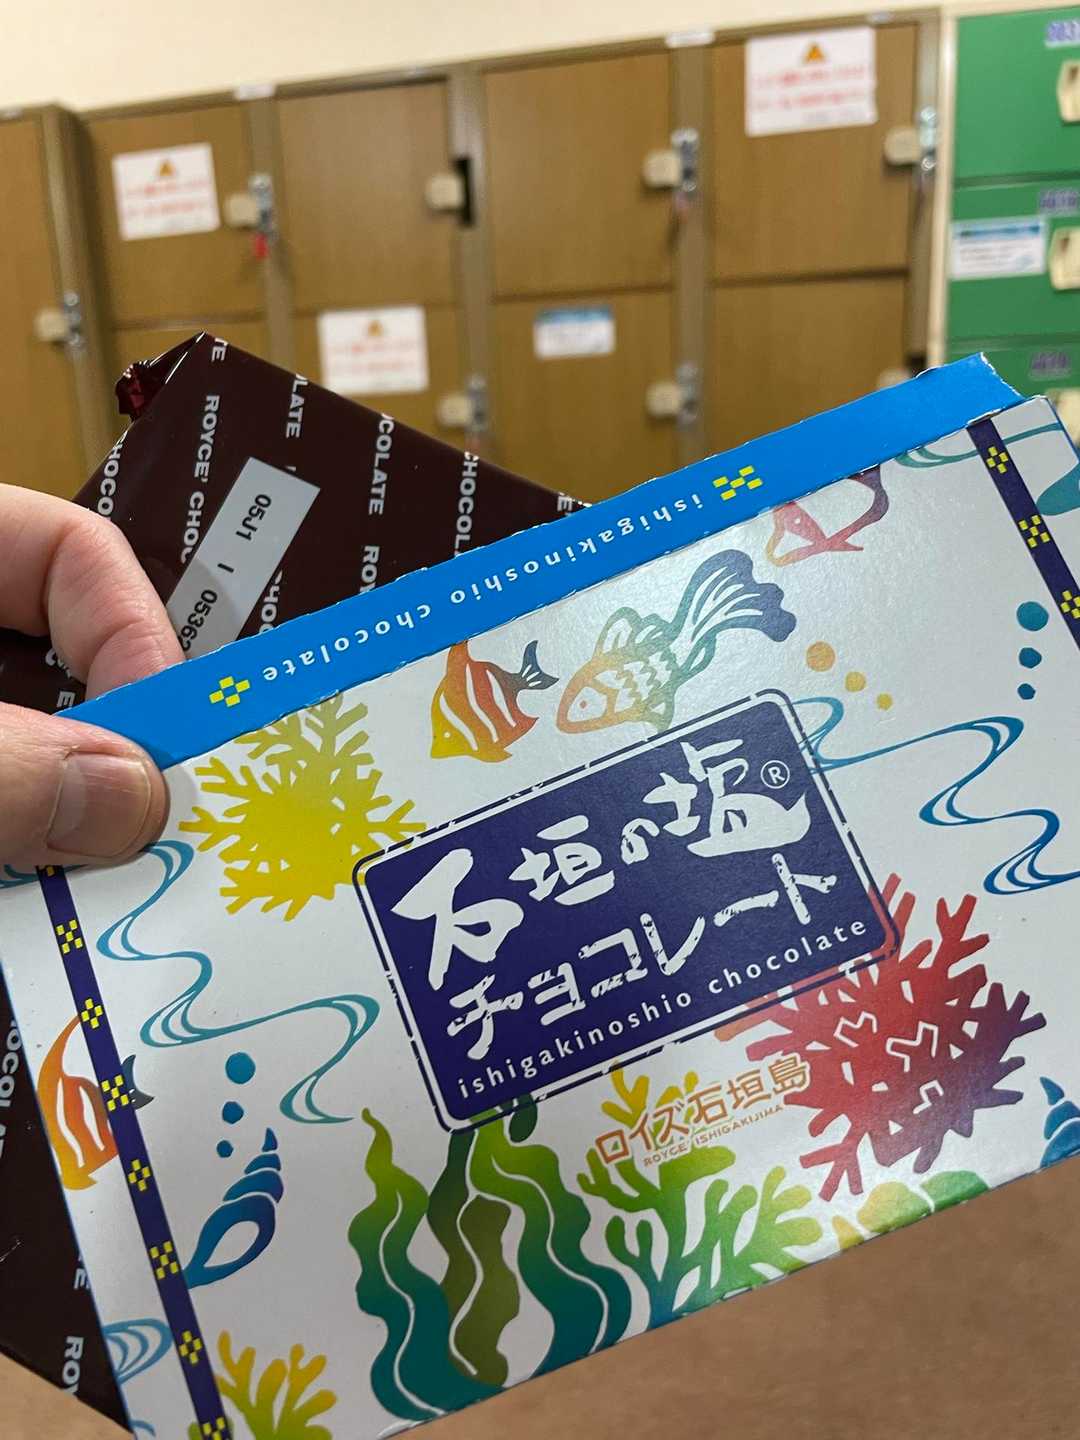 ROYCE' CHOCOLATE
05J1 I 05362
ishigakinoshio chocolate
石垣の塩®
チョコレート
ishigakinoshio chocolate
ロイズ石垣島
ROYCE' ISHIGAKIJIMA